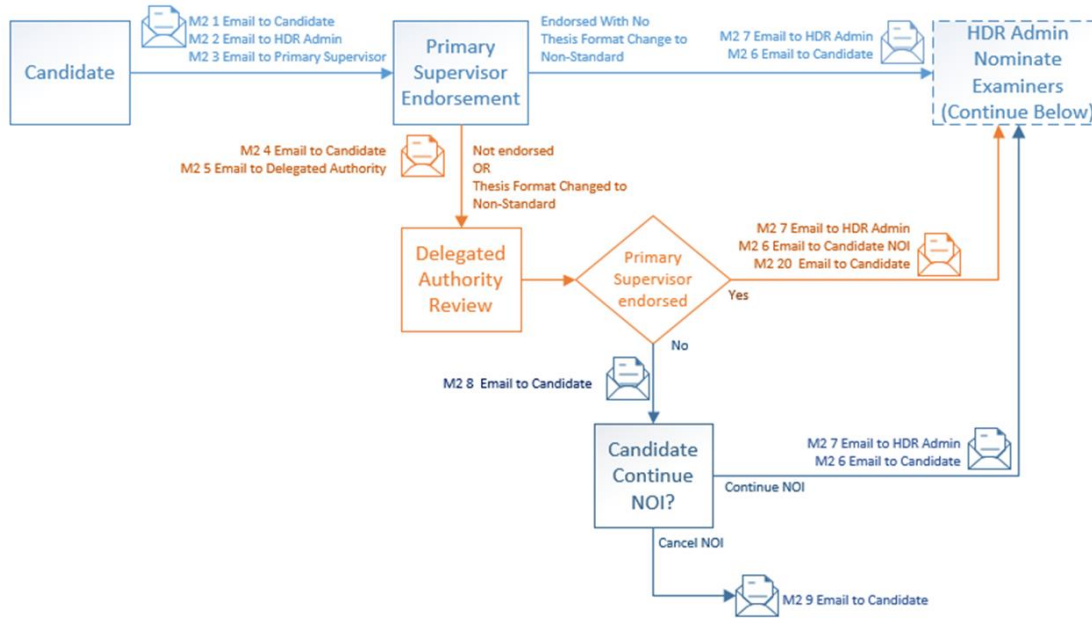 Candidate
M2 1 Email to Candidate
M2 2 Email to HDR Admin
M2 3 Email to Primary Supervisor
Primary
Supervisor
Endorsement
Endorsed With No
Thesis Format Change to
Non-Standard
M2 7 Email to HDR Admin
M2 6 Email to Candidate
HDR Admin
Nominate
Examiners
(Continue Below)
M2 4 Email to Candidate
M2 5 Email to Delegated Authority
Not endorsed
OR
Thesis Format Changed to
Non-Standard
Delegated
Authority
Review
Primary
Supervisor
endorsed
M2 7 Email to HDR Admin
M2 6 Email to Candidate NOI
M2 20 Email to Candidate
Yes
No
M2 8 Email to Candidate
Candidate
Continue
NOI?
M2 7 Email to HDR Admin
M2 6 Email to Candidate
Continue NOI
Cancel NOI
M2 9 Email to Candidate